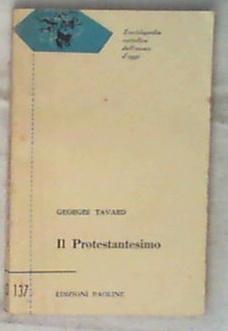 Enciclopedia
cattolica
dell'uomo
d'oggi
GEORGES TAVARD
Il Protestantesimo
137
EDIZIONI PAOLINE